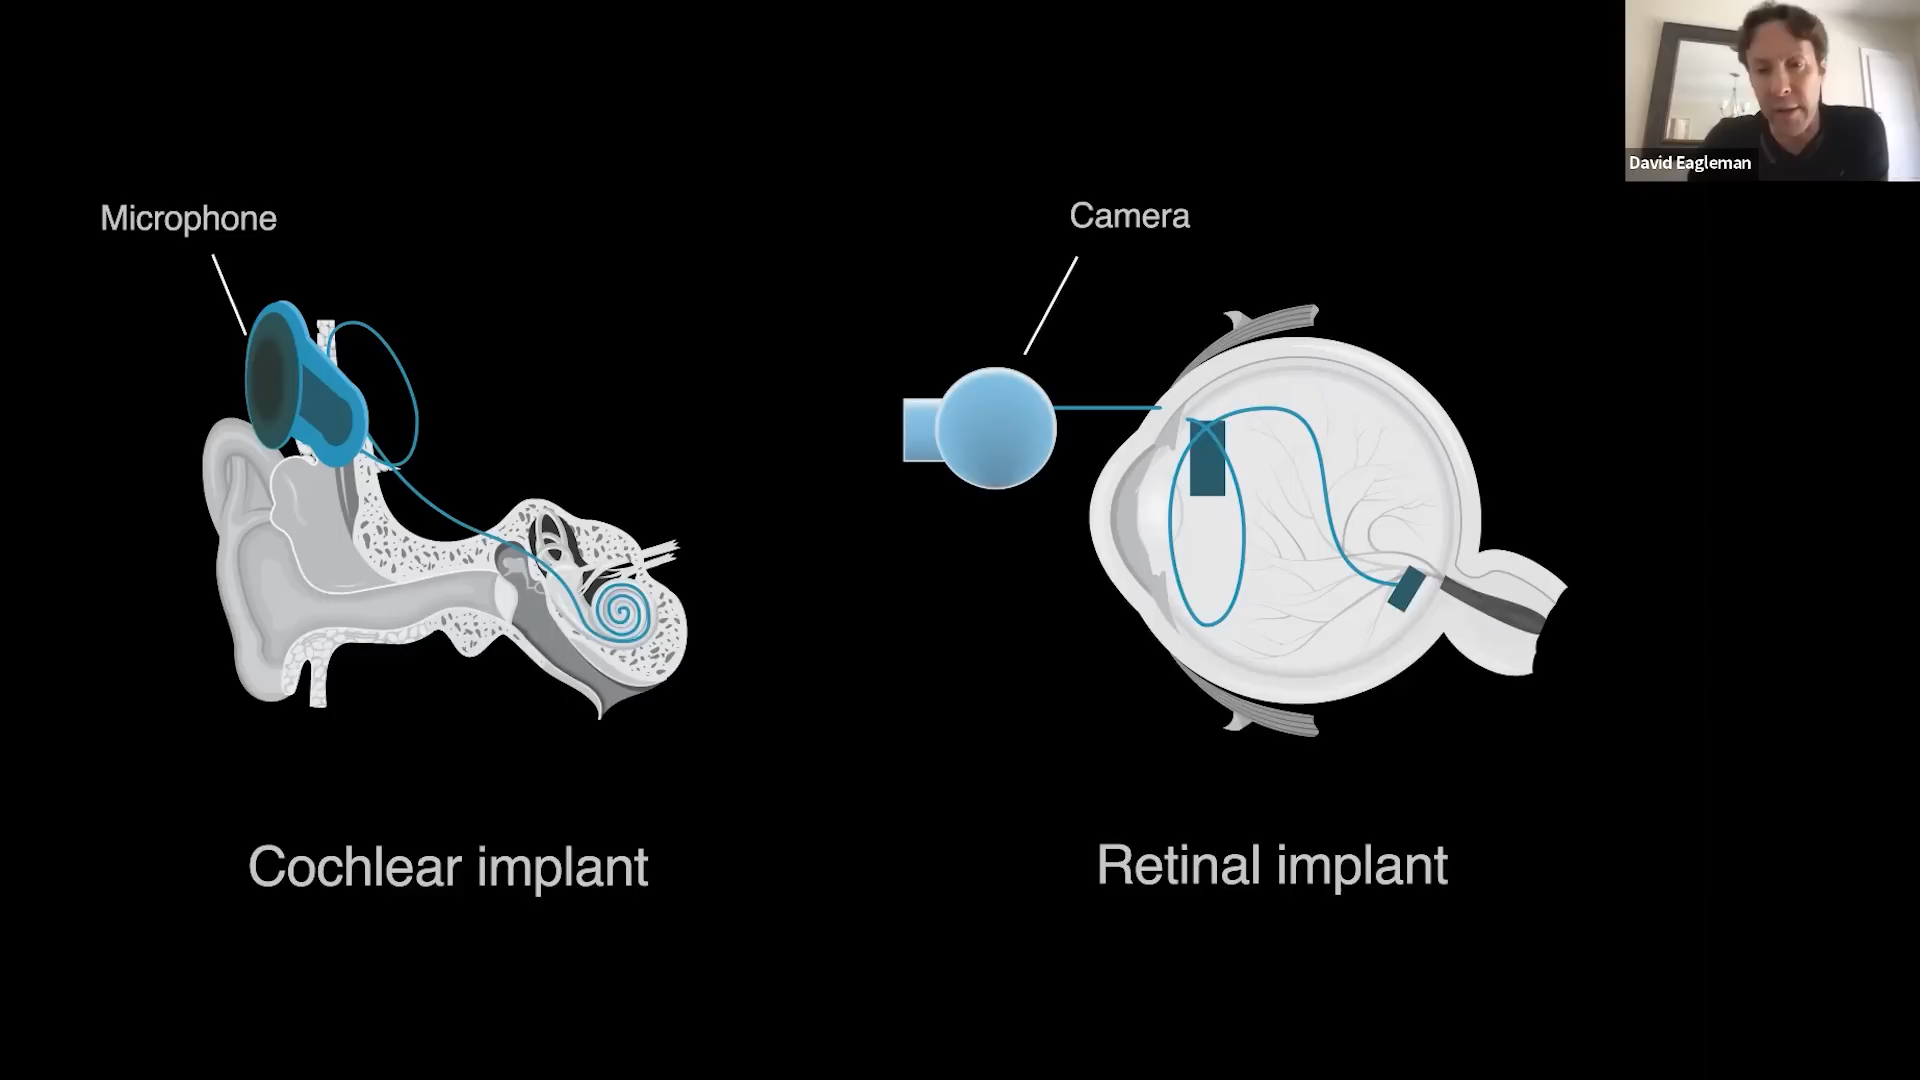 David Eagleman
Microphone
Camera
Cochlear implant
Retinal implant